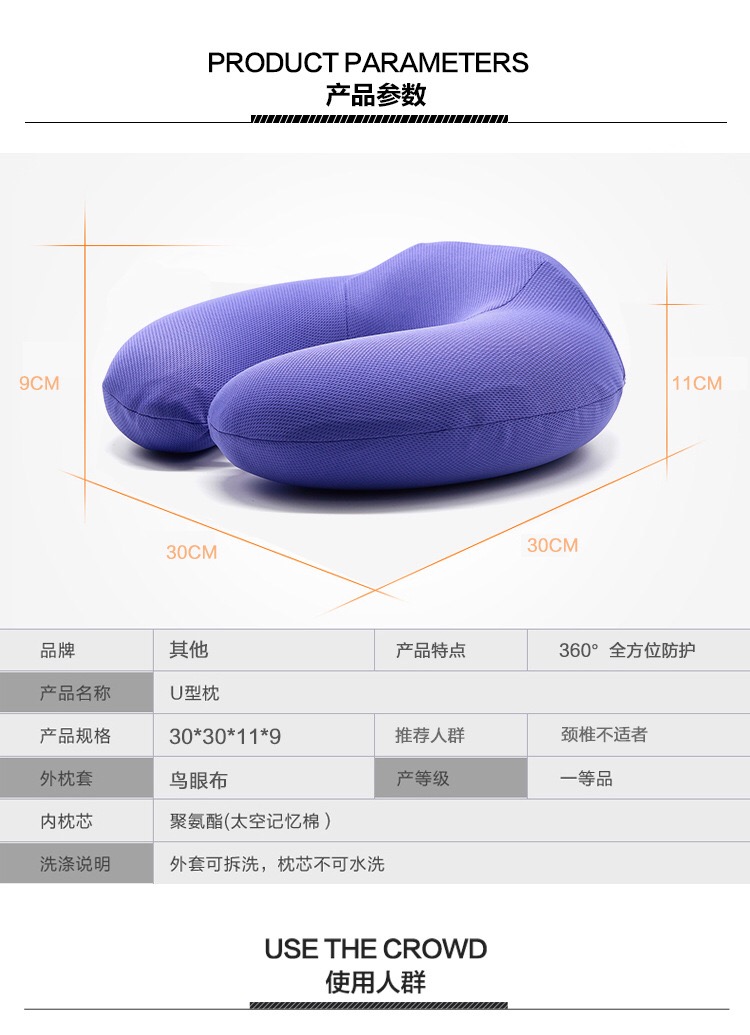 PRODUCT PARAMETERS
产品参数
9CM
11CM
30CM
30CM
品牌 其他 产品特点 360° 全方位防护
产品名称 U型枕
产品规格 30*30*11*9 推荐人群 颈椎不适者
外枕套 鸟眼布 产等级 一等品
内枕芯 聚氨酯(太空记忆棉 )
洗涤说明 外套可拆洗，枕芯不可水洗
USE THE CROWD
使用人群